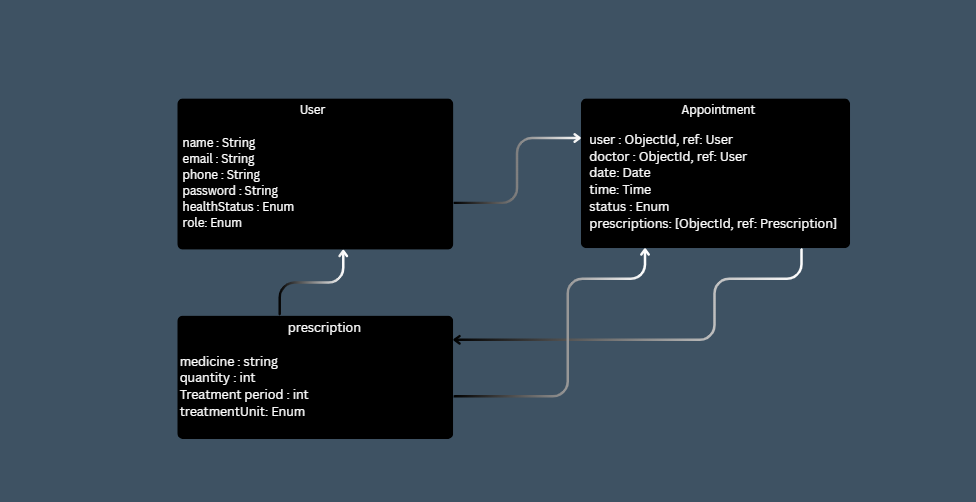 User
name : String
email : String
phone : String
password : String
healthStatus : Enum
role: Enum
Appointment
user : ObjectId, ref: User
doctor : ObjectId, ref: User
date: Date
time: Time
status : Enum
prescriptions: [ObjectId, ref: Prescription]
prescription
medicine : string
quantity : int
Treatment period : int
treatmentUnit: Enum